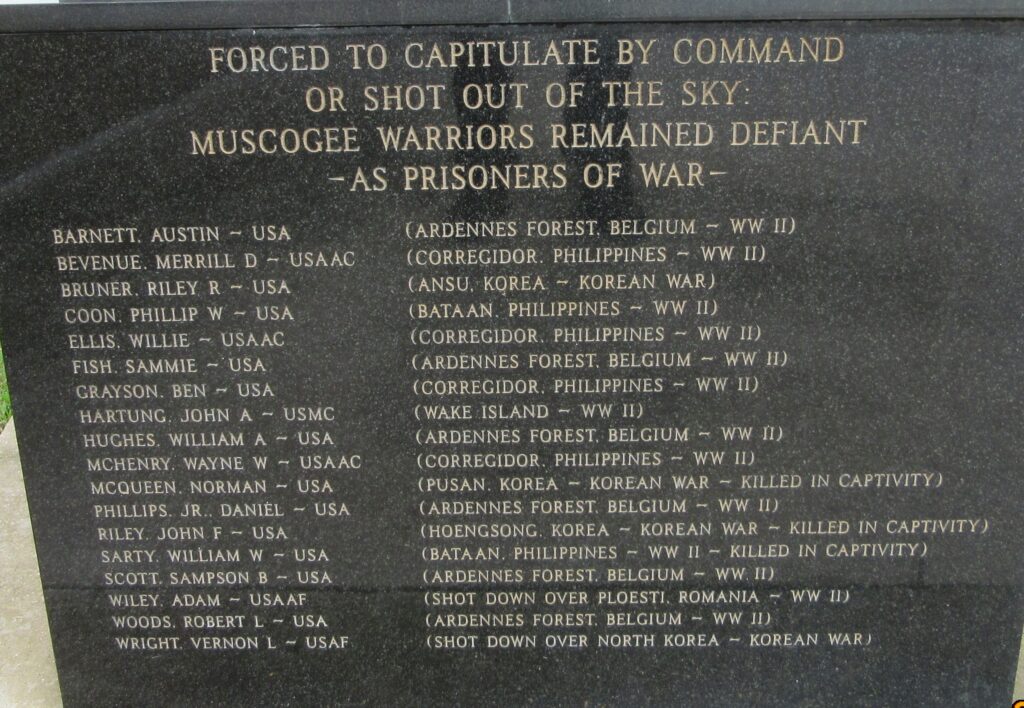 FORCED TO CAPITULATE BY COMMAND
OR SHOT OUT OF THE SKY:
MUSCOGEE WARRIORS REMAINED DEFIANT
-AS PRISONERS OF WAR-
BARNETT, AUSTIN ~ USA (ARDENNES FOREST, BELGIUM ~ WW II)
BEVENUE, MERRILL D ~ USAAC (CORREGIDOR, PHILIPPINES ~ WW II)
BRUNER, RILEY R ~ USA (ANSU, KOREA ~ KOREAN WAR)
COON, PHILLIP W ~ USA (BATAAN, PHILIPPINES ~ WW II)
ELLIS, WILLIE ~ USAAC (CORREGIDOR, PHILIPPINES ~ WW II)
FISH, SAMMIE ~ USA (ARDENNES FOREST, BELGIUM ~ WW II)
GRAYSON, BEN ~ USA (CORREGIDOR, PHILIPPINES ~ WW II)
HARTUNG, JOHN A ~ USMC (WAKE ISLAND ~ WW II)
HUGHES, WILLIAM A ~ USA (ARDENNES FOREST, BELGIUM ~ WW II)
MCHENRY, WAYNE W ~ USAAC (CORREGIDOR, PHILIPPINES ~ WW II)
MCQUEEN, NORMAN ~ USA (PUSAN, KOREA ~ KOREAN WAR ~ KILLED IN CAPTIVITY)
PHILLIPS, JR., DANIEL ~ USA (ARDENNES FOREST, BELGIUM ~ WW II)
RILEY, JOHN F ~ USA (HOENGSONG, KOREA ~ KOREAN WAR ~ KILLED IN CAPTIVITY)
SARTY, WILLIAM W ~ USA (BATAAN, PHILIPPINES ~ WW II ~ KILLED IN CAPTIVITY)
SCOTT, SAMPSON B ~ USA (ARDENNES FOREST, BELGIUM ~ WW II)
WILEY, ADAM ~ USAAF (SHOT DOWN OVER PLOESTI, ROMANIA ~ WW II)
WOODS, ROBERT L ~ USA (ARDENNES FOREST, BELGIUM ~ WW II)
WRIGHT, VERNON L ~ USAF (SHOT DOWN OVER NORTH KOREA ~ KOREAN WAR)